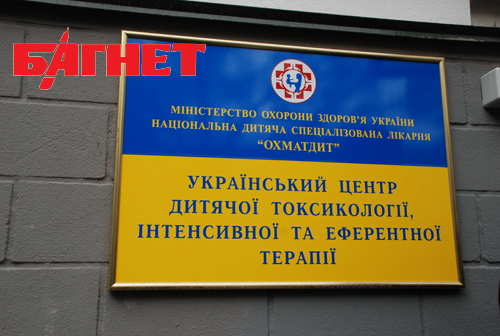 БАГНЕТ
МІНІСТЕРСТВО ОХОРОНИ ЗДОРОВ'Я УКРАЇНИ
НАЦІОНАЛЬНА ДИТЯЧА СПЕЦІАЛІЗОВАНА ЛІКАРНЯ
“ОХМАТДИТ”
УКРАЇНСЬКИЙ ЦЕНТР
ДИТЯЧОЇ ТОКСИКОЛОГІЇ,
ІНТЕНСИВНОЇ ТА ЕФЕРЕНТНОЇ
ТЕРАПІЇ